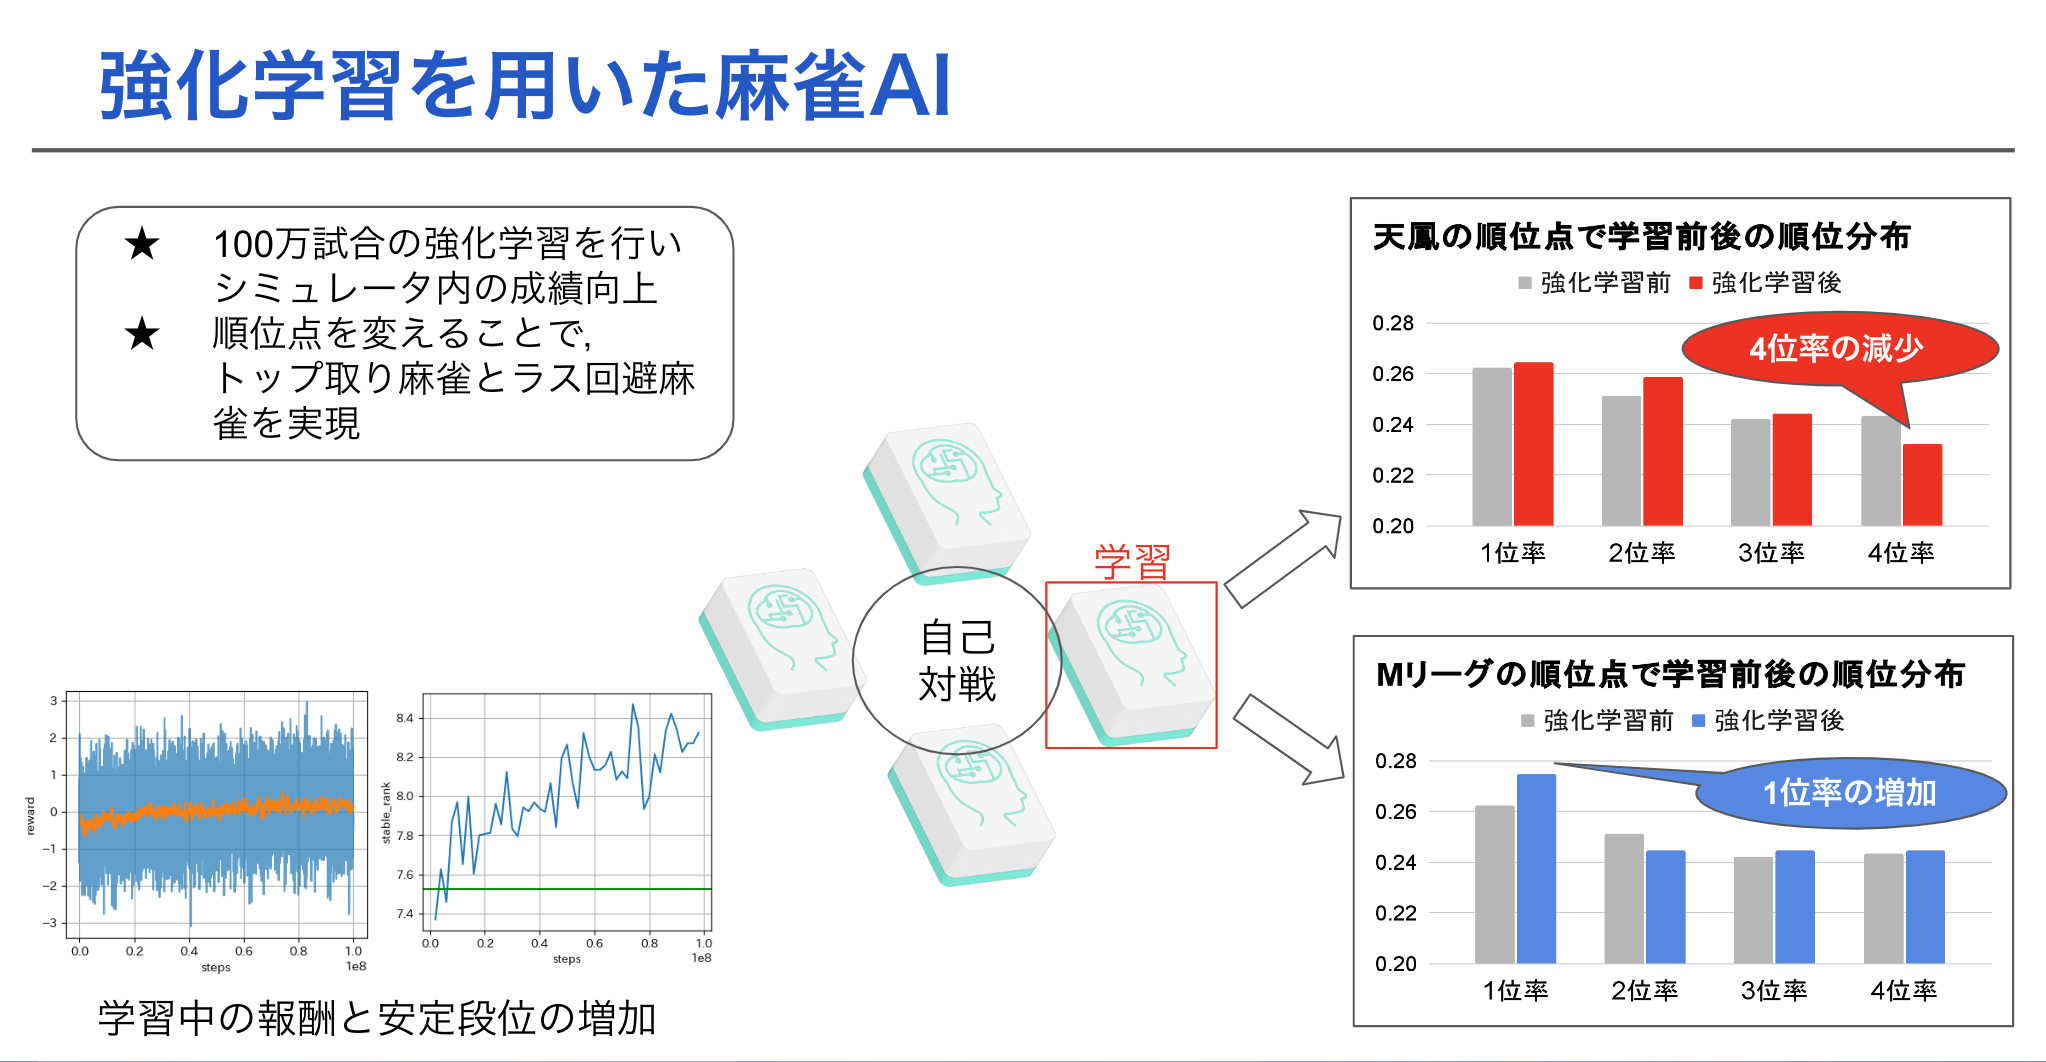 強化学習を用いた麻雀AI
★ 100万試合の強化学習を行い
シミュレータ内の成績向上
★ 順位点を変えることで,
トップ取り麻雀とラス回避麻
雀を実現
学習
自己
対戦
3
2
1
0
−1
−2
−3
reward
0.0 0.2 0.4 0.6 0.8 1.0
steps
1e8
8.4
8.2
8.0
7.8
7.6
7.4
stable_rank
0.0 0.2 0.4 0.6 0.8 1.0
steps
1e8
学習中の報酬と安定段位の増加
天鳳の順位点で学習前後の順位分布
強化学習前 強化学習後
0.28
0.26
0.24
0.22
0.20
4位率の減少
1位率 2位率 3位率 4位率
Mリーグの順位点で学習前後の順位分布
強化学習前 強化学習後
0.28
0.26
0.24
0.22
0.20
1位率の増加
1位率 2位率 3位率 4位率